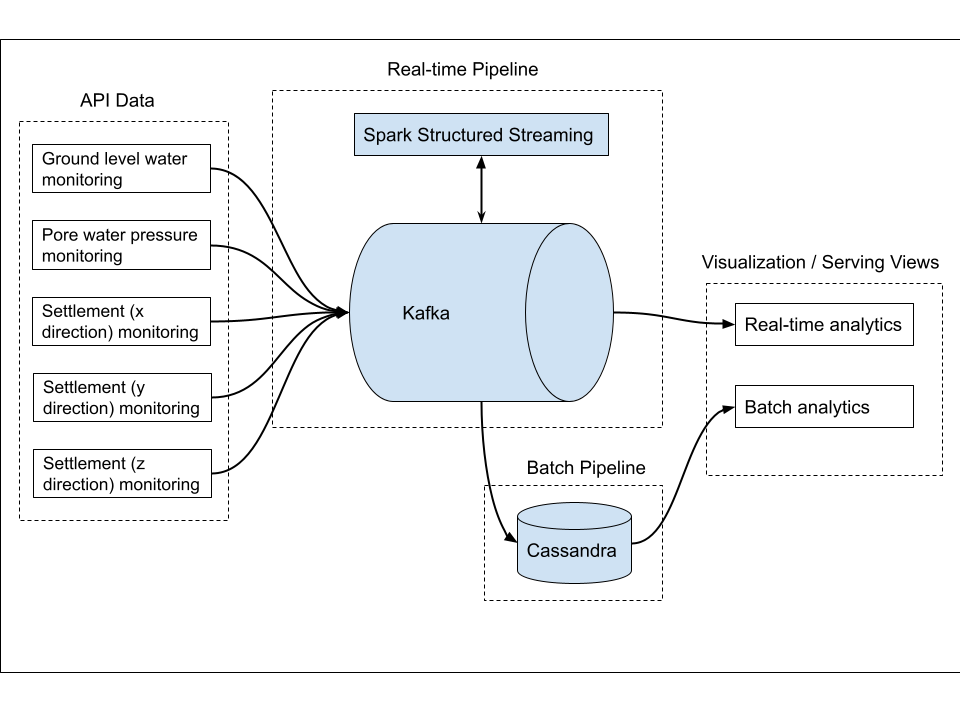 Real-time Pipeline
API Data
Spark Structured Streaming
Ground level water
monitoring
Pore water pressure
monitoring
Settlement (x
direction) monitoring
Settlement (y
direction) monitoring
Settlement (z
direction) monitoring
Kafka
Visualization / Serving Views
Real-time analytics
Batch analytics
Batch Pipeline
Cassandra